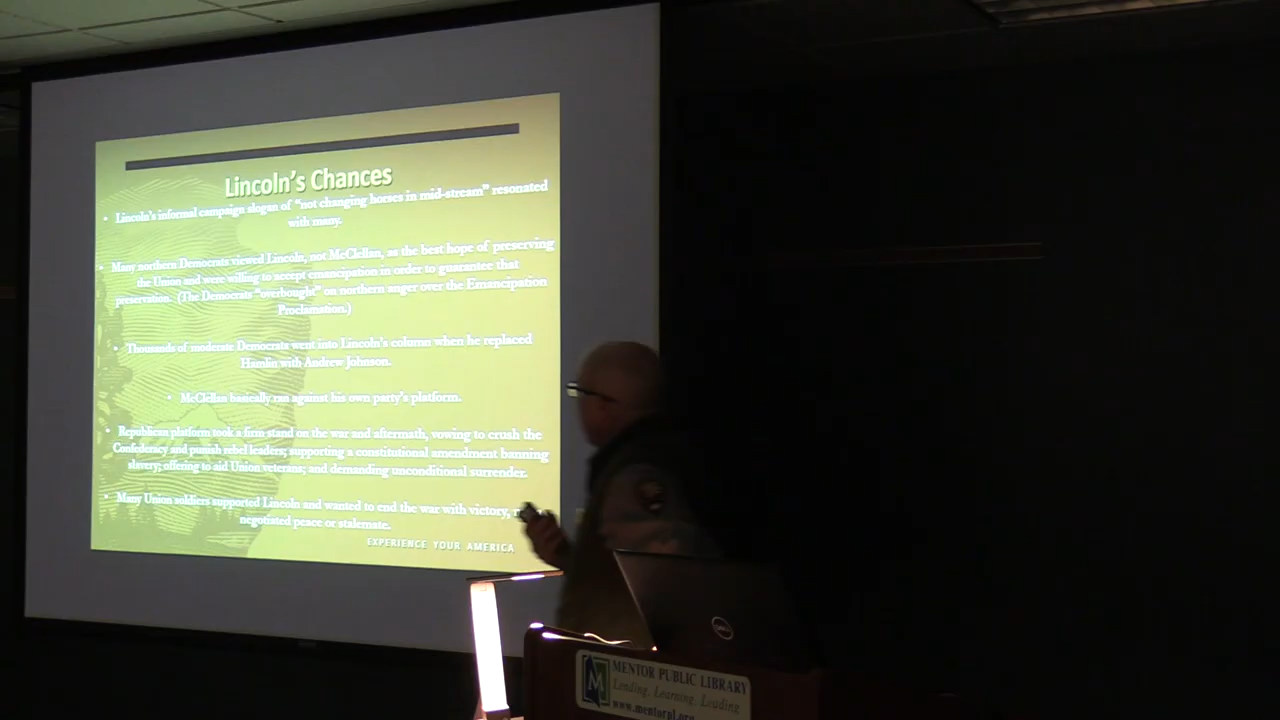 Lincoln's Chances
• Lincoln's informal campaign slogan of "not changing horses in mid-stream" resonated
with many.
• Many northern Democrats viewed Lincoln, not McClellan, as the best hope of preserving
the Union and were willing to accept emancipation in order to guarantee that
preservation. (The Democrats "overbought" on northern anger over the Emancipation
Proclamation.)
• Thousands of moderate Democrats went into Lincoln's column when he replaced
Hamlin with Andrew Johnson.
• McClellan basically ran against his own party's platform.
• Republican platform took a firm stand on the war and aftermath, vowing to crush the
Confederacy and punish rebel leaders; supporting a constitutional amendment banning
slavery; offering to aid Union veterans; and demanding unconditional surrender.
• Many Union soldiers supported Lincoln and wanted to end the war with victory,
negotiated peace or stalemate.
EXPERIENCE YOUR AMERICA
DELL
M
MENTOR PUBLIC LIBRARY
Lending, Learning, Leading
www.mentorpl.org